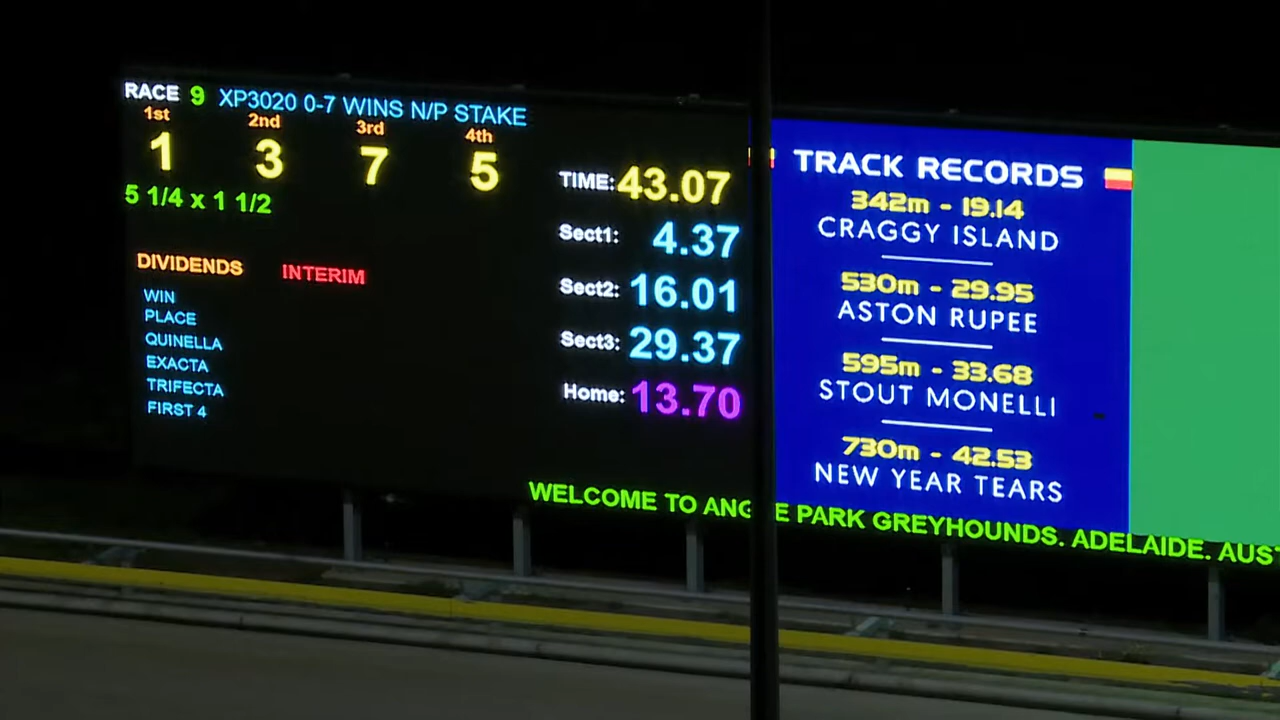 RACE 9 XP3020 0-7 WINS N/P STAKE
1st 2nd 3rd 4th
1 3 7 5
5 1/4 x 1 1/2
DIVIDENDS INTERIM
WIN
PLACE
QUINELLA
EXACTA
TRIFECTA
FIRST 4
TIME: 43.07
Sect1: 4.37
Sect2: 16.01
Sect3: 29.37
Home: 13.70
TRACK RECORDS
342m - 19.14
CRAGGY ISLAND
530m - 29.95
ASTON RUPEE
595m - 33.68
STOUT MONELLI
730m - 42.53
NEW YEAR TEARS
WELCOME TO ANG E PARK GREYHOUNDS. ADELAIDE. AUST